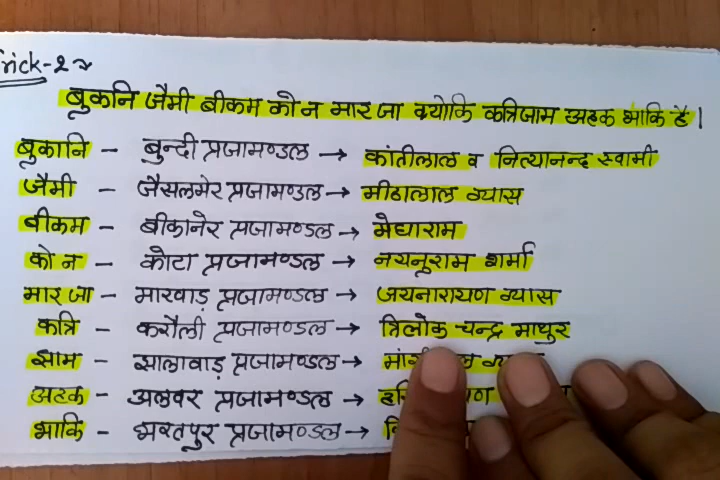 Trick-2
बुकानि जैमी बीकम को न मार जा क्योकि कत्रिजाम अहक भाकि है।
बुकानि - बुन्दी प्रजामण्डल → कांतीलाल व नित्यानन्द स्वामी
जैमी - जैसलमेर प्रजामण्डल → मीठालाल व्यास
बीकम - बीकानेर प्रजामण्डल → मेघाराम
को न - कोटा प्रजामण्डल → नयनूराम शर्मा
मार जा - मारवाड़ प्रजामण्डल → जयनारायण व्यास
कत्रि - करौली प्रजामण्डल → त्रिलोक चन्द्र माथुर
झाम - झालावाड़ प्रजामण्डल →
अहक - अलवर प्रजामण्डल →
भाकि - भरतपुर प्रजामण्डल →